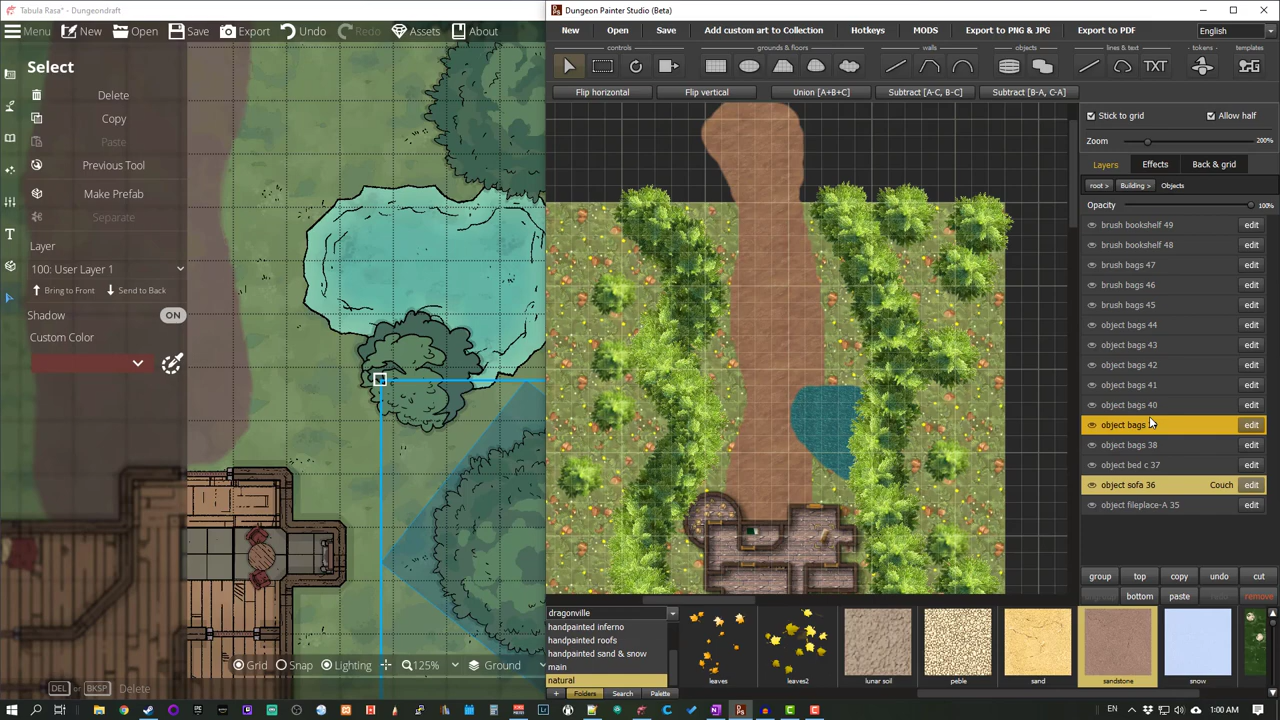 Tabula Rasa* - Dungeondraft
Menu New Open Save Export Undo Redo Assets About
Select
Delete
Copy
Paste
Previous Tool
Make Prefab
Separate
Layer
100: User Layer 1
Bring to Front Send to Back
Shadow ON
Custom Color
Grid Snap Lighting 125% Ground
DEL or BKSP Delete
Dungeon Painter Studio (Beta)
New Open Save Add custom art to Collection Hotkeys MODS Export to PNG & JPG Export to PDF English
controls grounds & floors walls objects lines & text tokens templates
TXT
Flip horizontal Flip vertical Union [A+B+C] Subtract [A-C, B-C] Subtract [B-A, C-A]
Stick to grid Allow half
Zoom 200%
Layers Effects Back & grid
root > Building > Objects
Opacity 100%
brush bookshelf 49 edit
brush bookshelf 48 edit
brush bags 47 edit
brush bags 46 edit
brush bags 45 edit
object bags 44 edit
object bags 43 edit
object bags 42 edit
object bags 41 edit
object bags 40 edit
object bags edit
object bags 38 edit
object bed c 37 edit
object sofa 36 Couch edit
object fileplace-A 35 edit
group top copy undo cut
bottom paste remove
dragonville
handpainted inferno
handpainted roofs
handpainted sand & snow
main
natural
Folders Search Palette
leaves leaves2 lunar soil peble sand sandstone snow
EN 1:00 AM